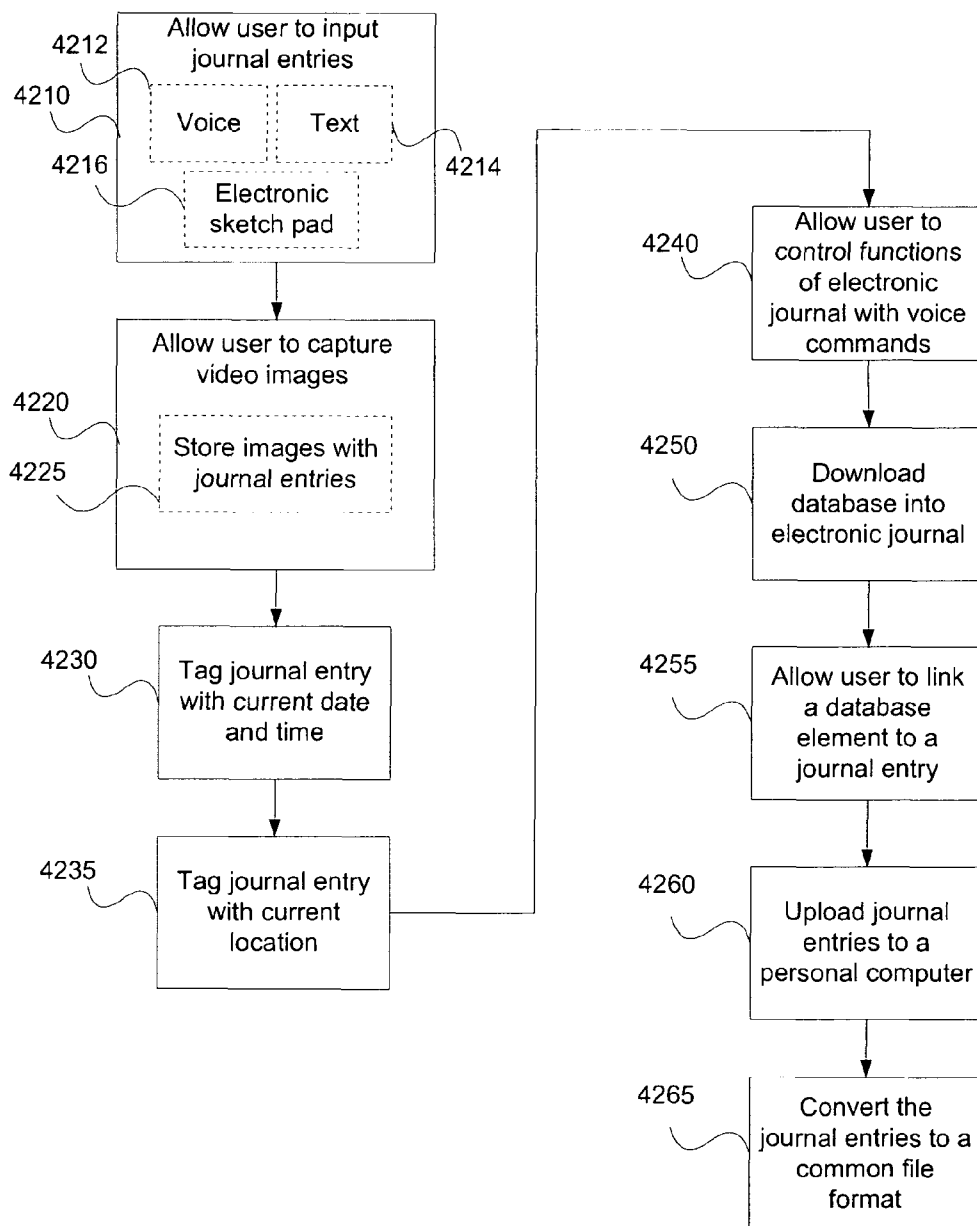 Allow user to input
journal entries
4212
4210
Voice
Text
4214
4216
Electronic
sketch pad
Allow user to capture
video images
4220
Store images with
journal entries
4225
4230
Tag journal entry
with current date
and time
4235
Tag journal entry
with current
location
4240
Allow user to
control functions
of electronic
journal with voice
commands
4250
Download
database into
electronic journal
4255
Allow user to link
a database
element to a
journal entry
4260
Upload journal
entries to a
personal computer
4265
Convert the
journal entries to a
common file
format